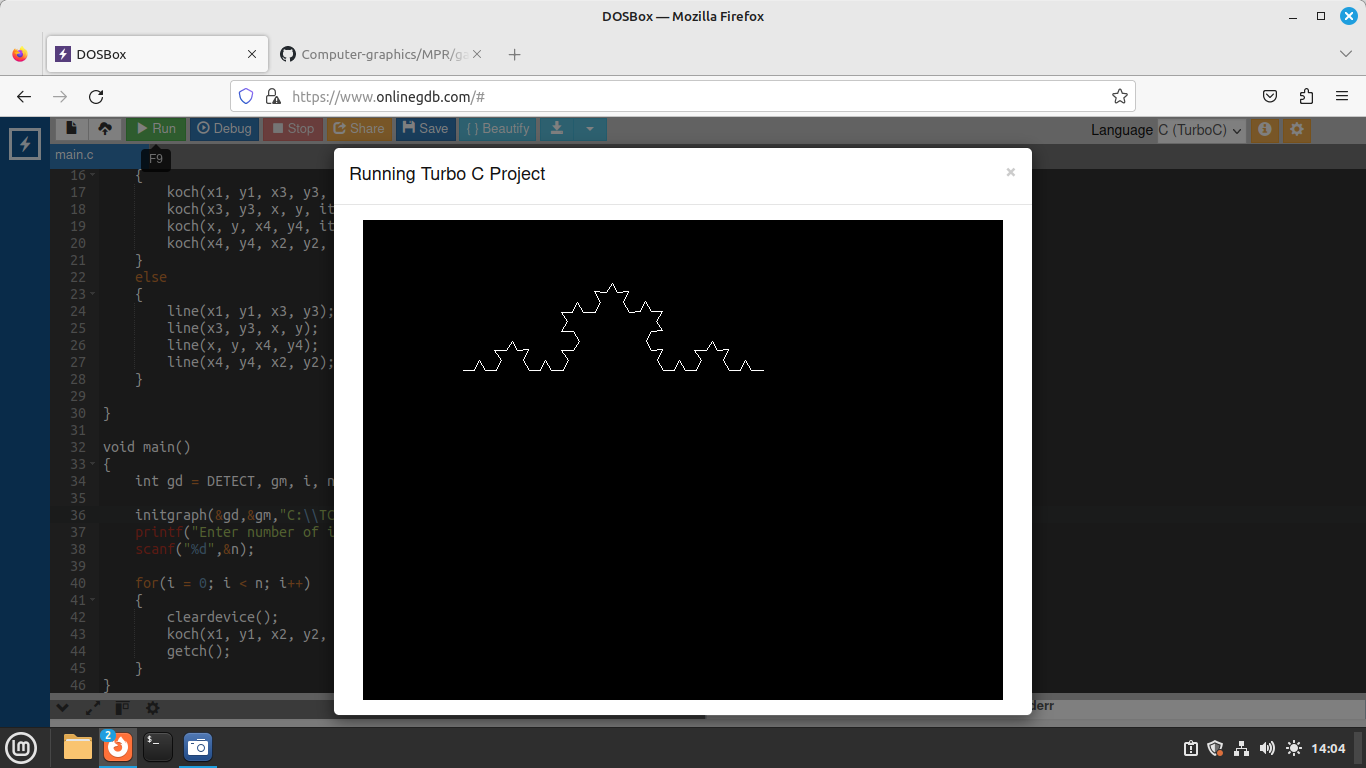 DOSBox — Mozilla Firefox
DOSBox
Computer-graphics/MPR/ga
https://www.onlinegdb.com/#
Run
Debug
Stop
Share
Save
{ } Beautify
Language
C (TurboC)
main.c
F9
Running Turbo C Project
×
16 {
17 koch(x1, y1, x3, y3,
18 koch(x3, y3, x, y, it
19 koch(x, y, x4, y4, it
20 koch(x4, y4, x2, y2,
21 }
22 else
23 {
24 line(x1, y1, x3, y3);
25 line(x3, y3, x, y);
26 line(x, y, x4, y4);
27 line(x4, y4, x2, y2);
28 }
29
30 }
31
32 void main()
33 {
34 int gd = DETECT, gm, i, n
35
36 initgraph(&gd,&gm,"C:\\TC
37 printf("Enter number of i
38 scanf("%d",&n);
39
40 for(i = 0; i < n; i++)
41 {
42 cleardevice();
43 koch(x1, y1, x2, y2,
44 getch();
45 }
46 }
derr
2
14:04